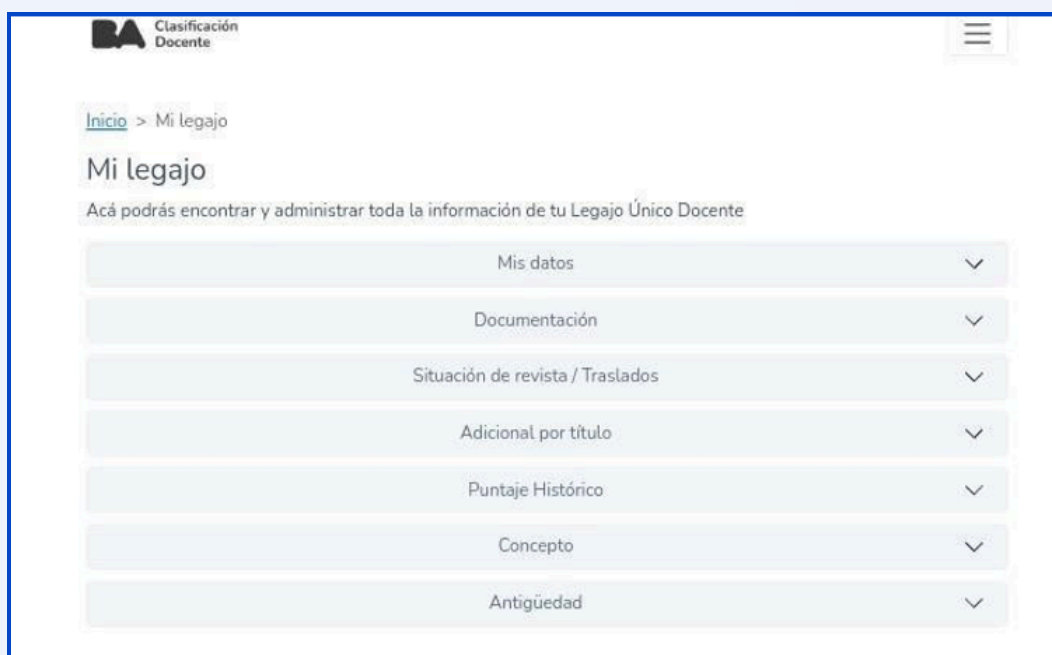 BA
Clasificación
Docente
Inicio > Mi legajo
Mi legajo
Acá podrás encontrar y administrar toda la información de tu Legajo Único Docente
Mis datos
Documentación
Situación de revista / Traslados
Adicional por título
Puntaje Histórico
Concepto
Antigüedad